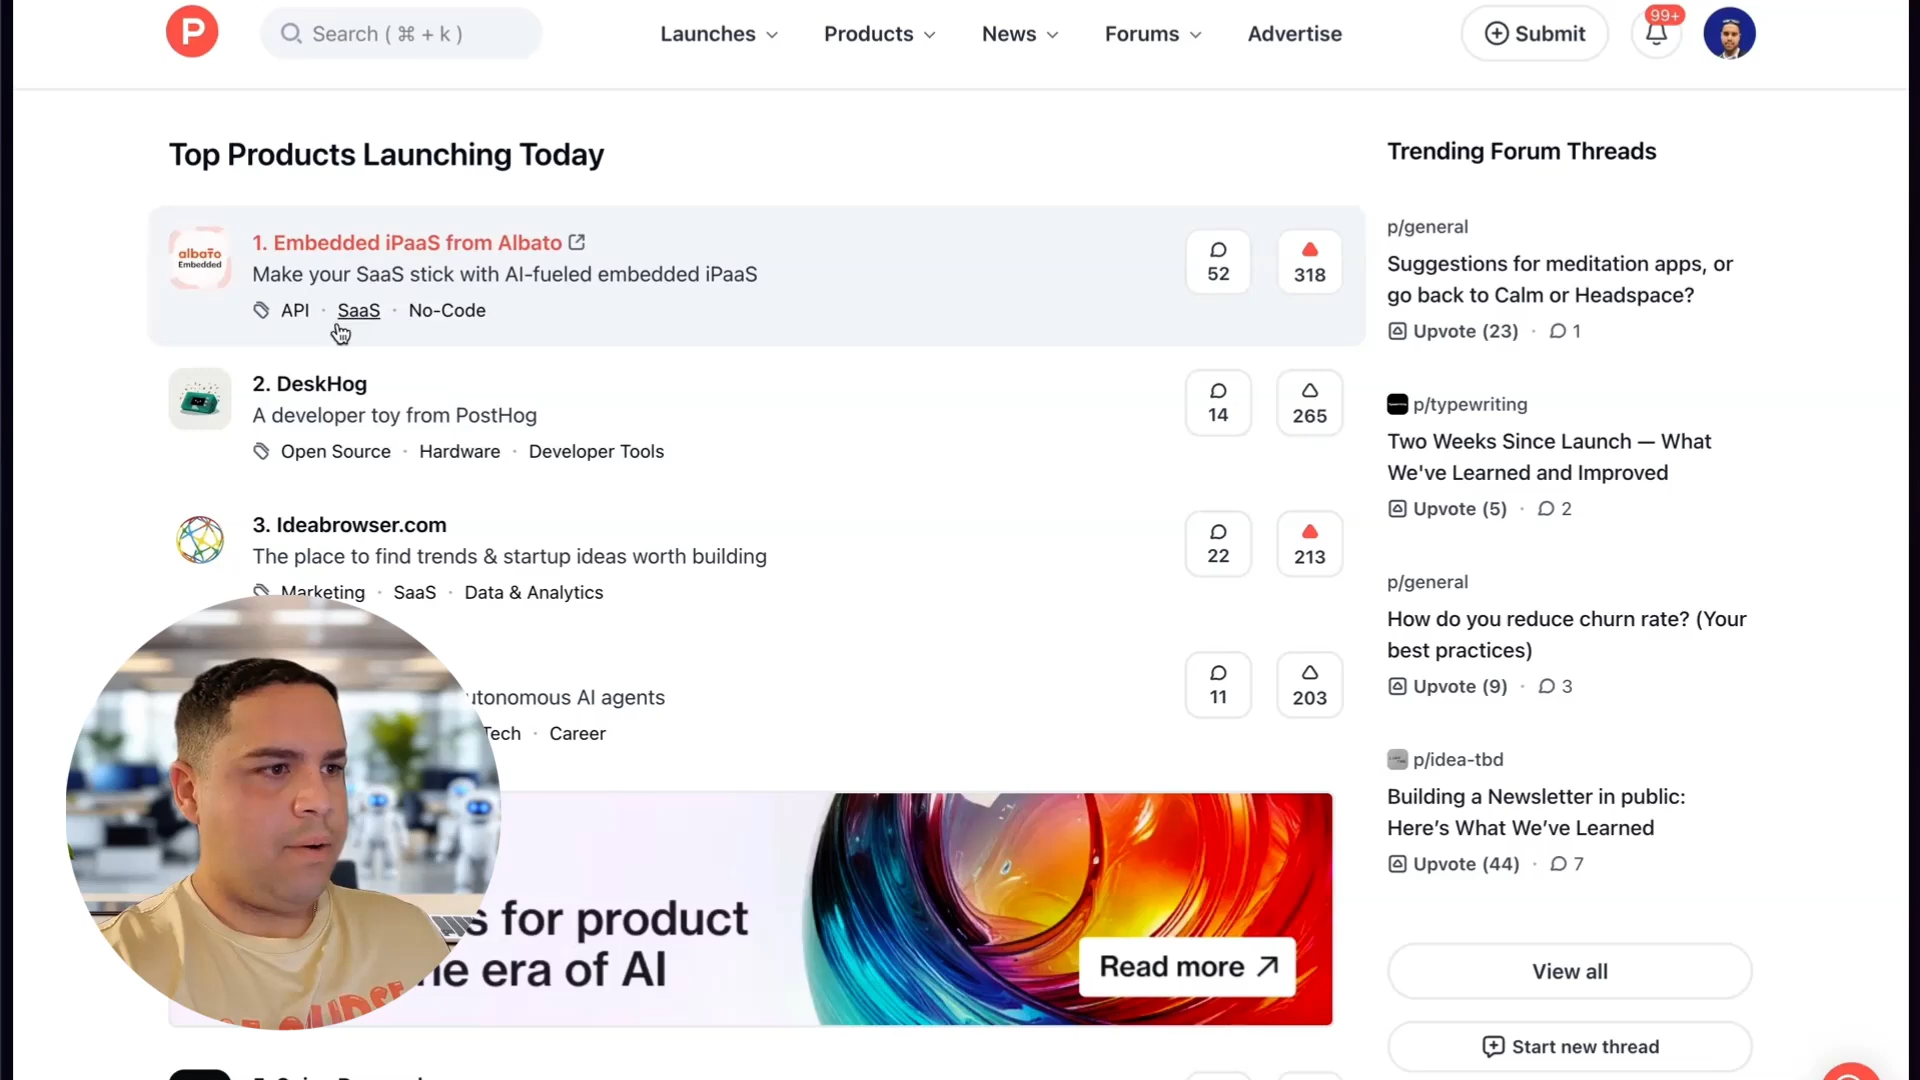 P
Search ( ⌘ + k )
Launches
Products
News
Forums
Advertise
Submit
99+
Top Products Launching Today
albato
Embedded
1. Embedded iPaaS from Albato
Make your SaaS stick with AI-fueled embedded iPaaS
API · SaaS · No-Code
52
318
2. DeskHog
A developer toy from PostHog
Open Source · Hardware · Developer Tools
14
265
3. Ideabrowser.com
The place to find trends & startup ideas worth building
Marketing · SaaS · Data & Analytics
22
213
utonomous AI agents
Tech · Career
11
203
s for product
ne era of AI
Read more
Trending Forum Threads
p/general
Suggestions for meditation apps, or
go back to Calm or Headspace?
Upvote (23) · 1
p/typewriting
Two Weeks Since Launch — What
We've Learned and Improved
Upvote (5) · 2
p/general
How do you reduce churn rate? (Your
best practices)
Upvote (9) · 3
p/idea-tbd
Building a Newsletter in public:
Here’s What We’ve Learned
Upvote (44) · 7
View all
Start new thread